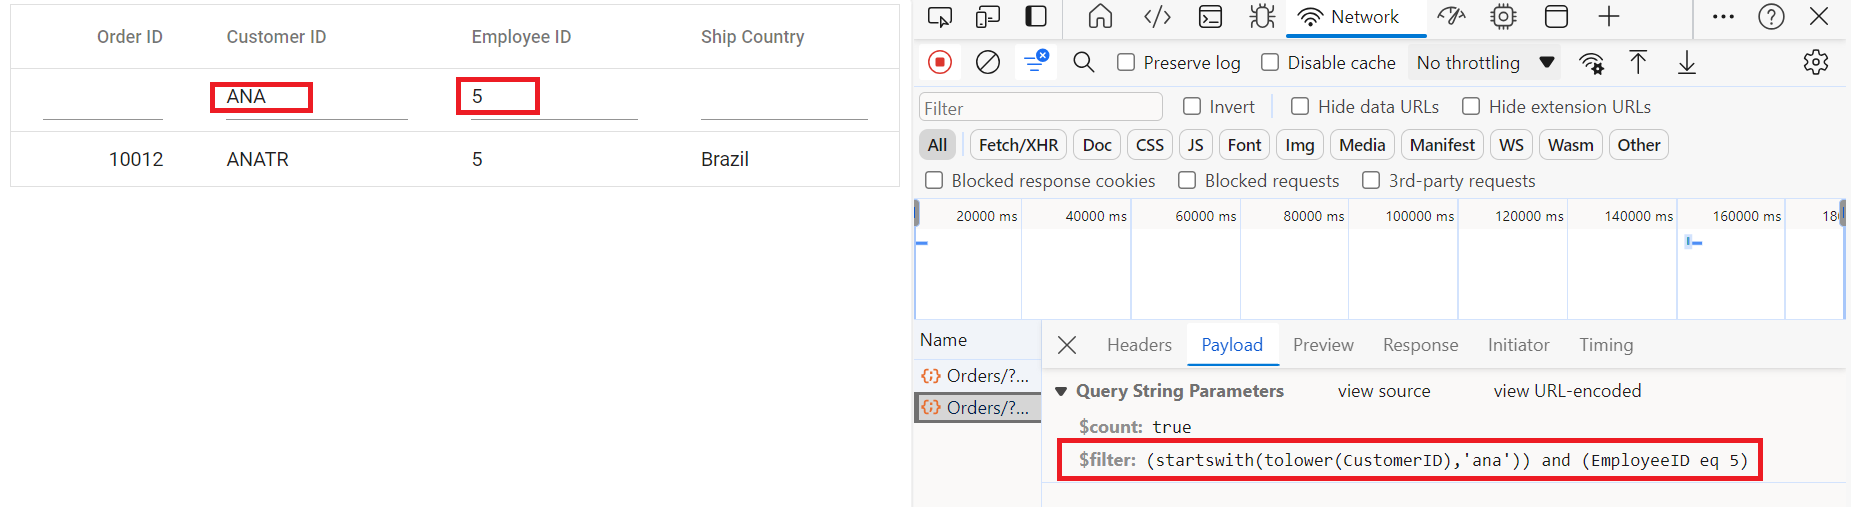 Order ID Customer ID Employee ID Ship Country
ANA 5
10012 ANATR 5 Brazil
Network
Preserve log Disable cache No throttling
Filter Invert Hide data URLs Hide extension URLs
All Fetch/XHR Doc CSS JS Font Img Media Manifest WS Wasm Other
Blocked response cookies Blocked requests 3rd-party requests
20000 ms 40000 ms 60000 ms 80000 ms 100000 ms 120000 ms 140000 ms 160000 ms 180
Name
Orders/?...
Orders/?...
Headers Payload Preview Response Initiator Timing
Query String Parameters view source view URL-encoded
$count: true
$filter: (startswith(tolower(CustomerID),'ana')) and (EmployeeID eq 5)